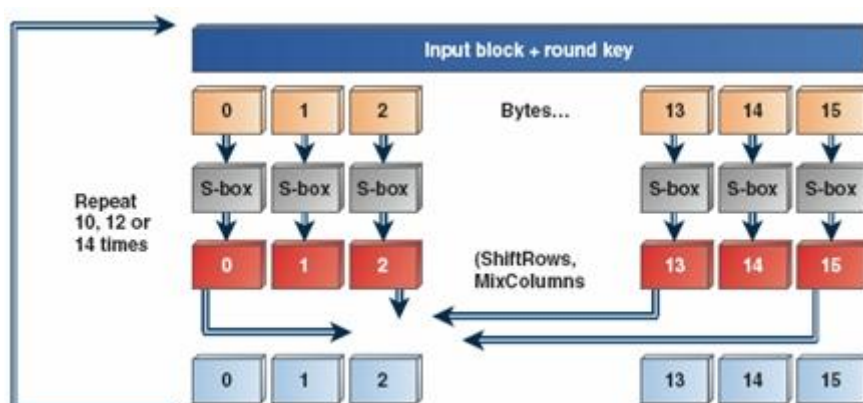 Input block + round key
0 1 2 Bytes... 13 14 15
S-box S-box S-box S-box S-box S-box
Repeat
10, 12 or
14 times
0 1 2 (ShiftRows, 13 14 15
MixColumns
0 1 2 13 14 15